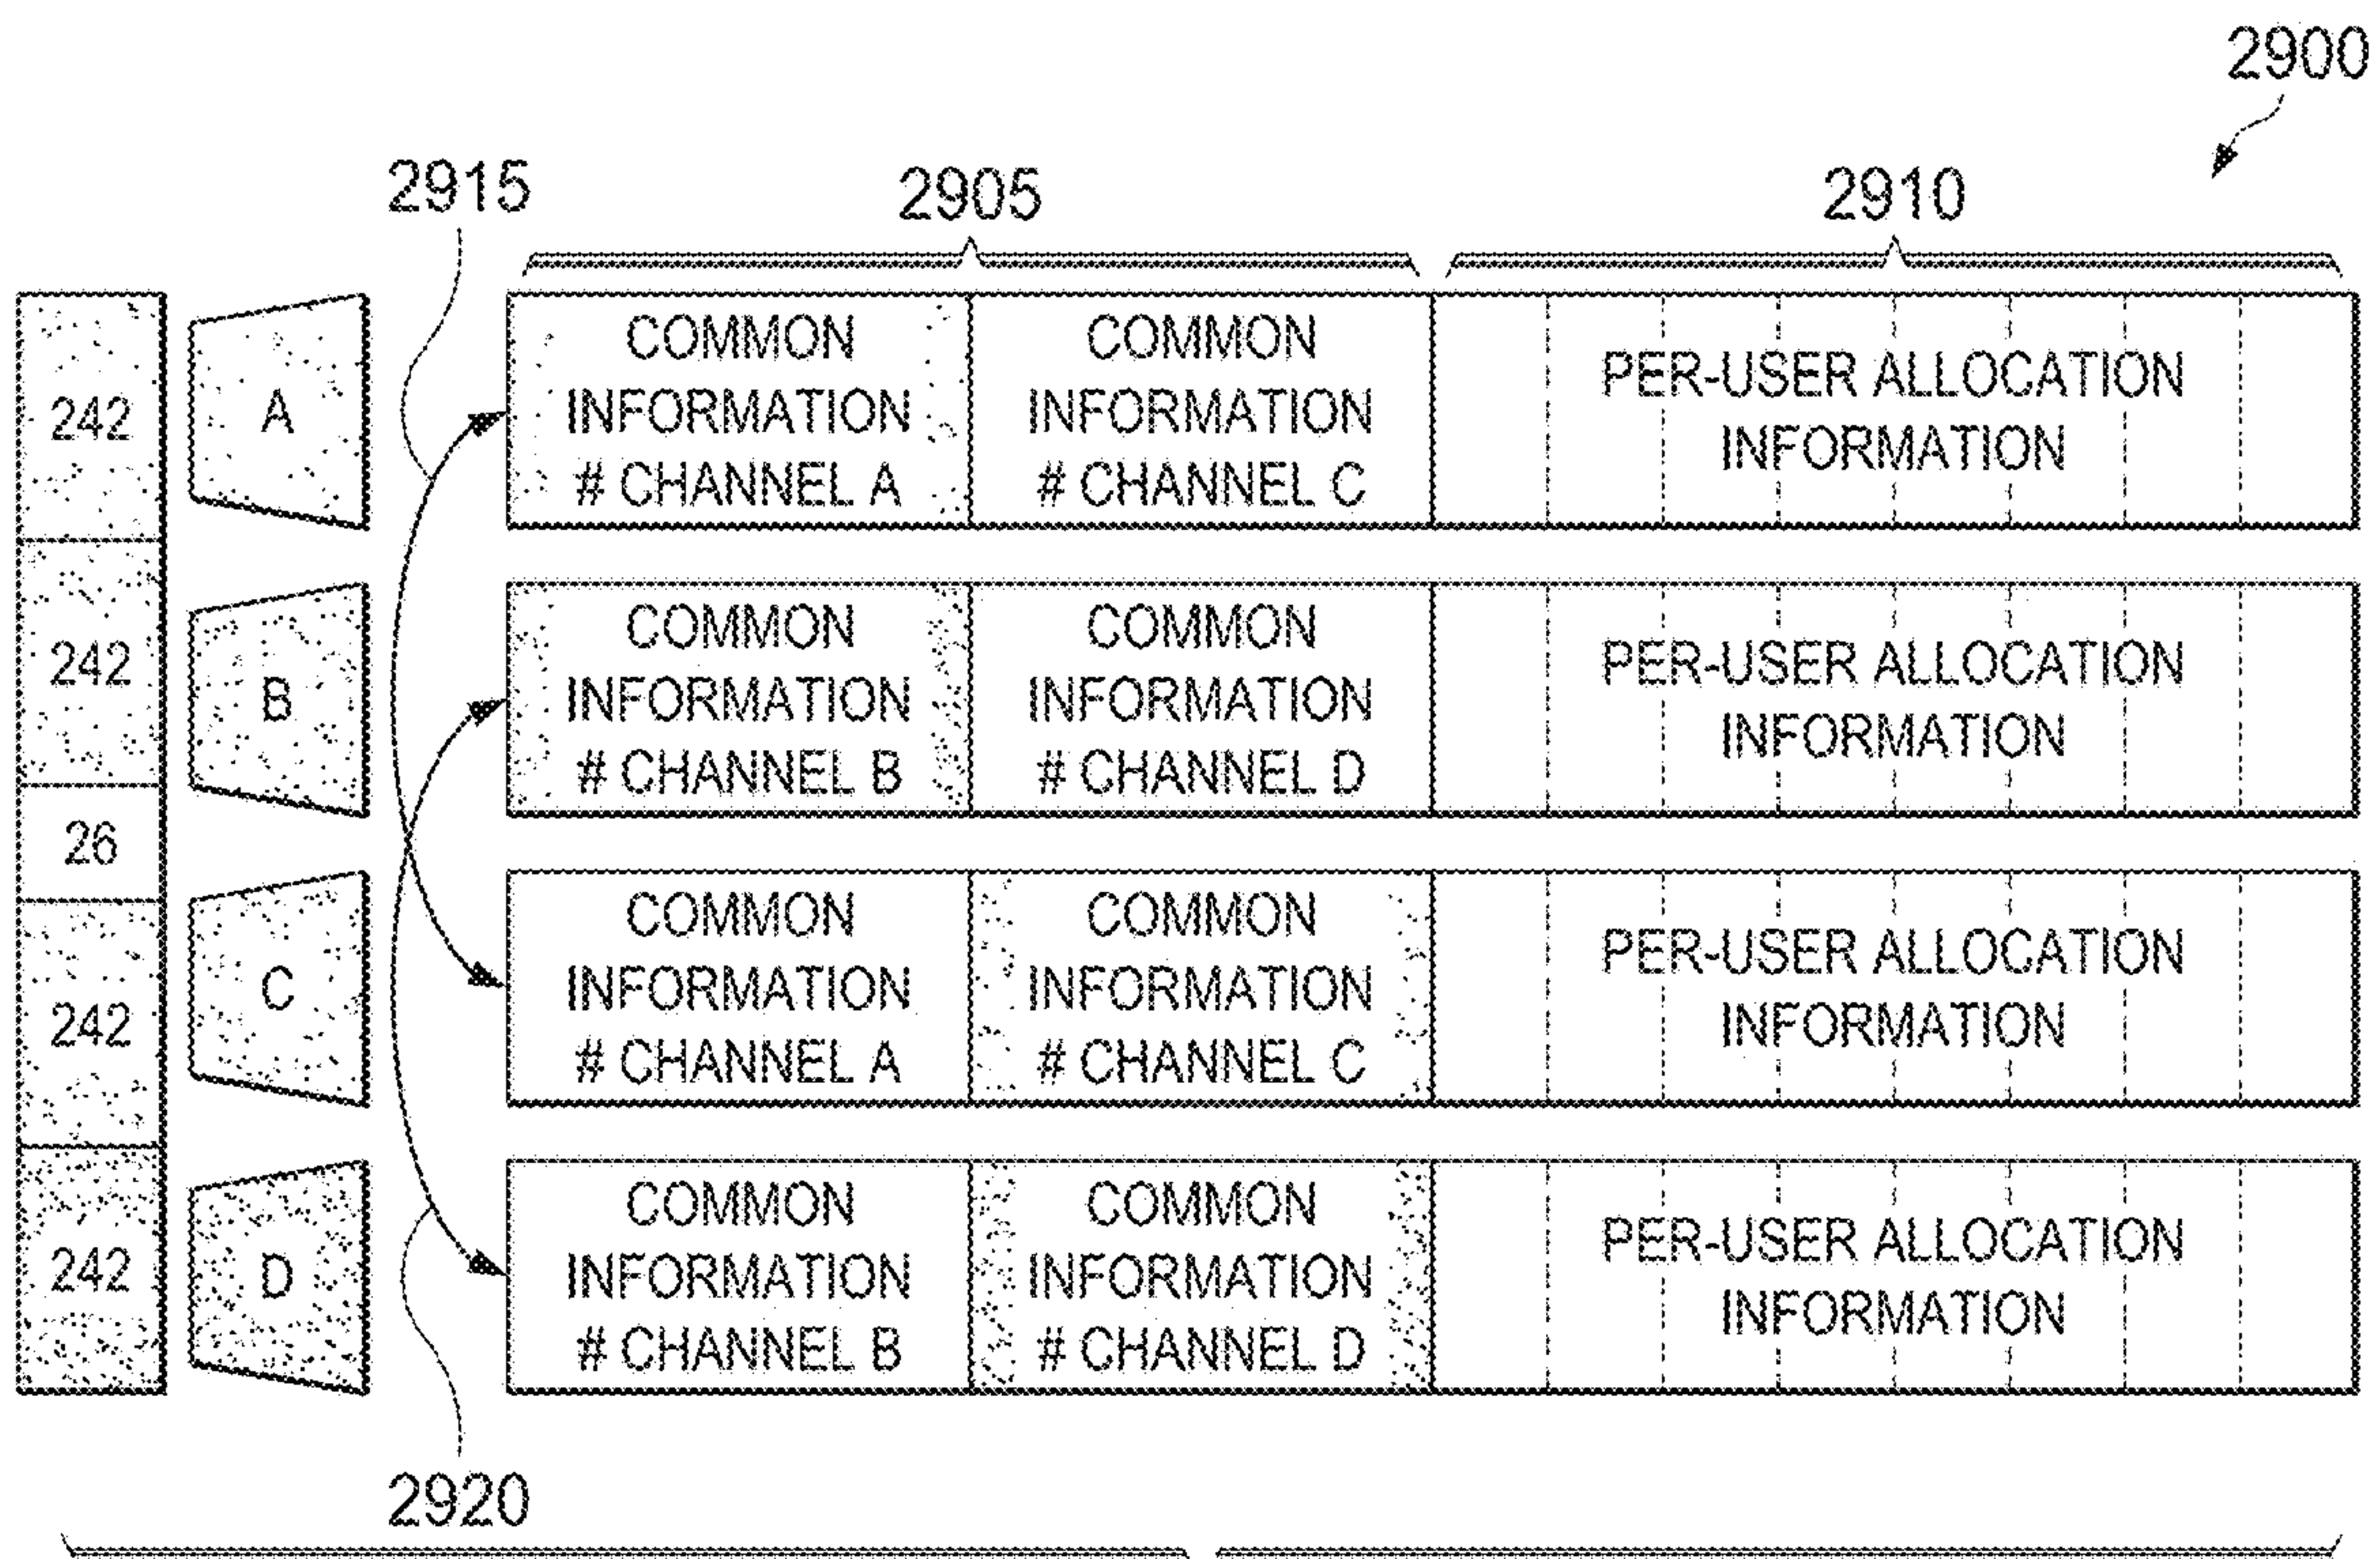 2900
2915
2905
2910
242
A
COMMON
INFORMATION
# CHANNEL A
COMMON
INFORMATION
# CHANNEL C
PER-USER ALLOCATION
INFORMATION
242
B
COMMON
INFORMATION
# CHANNEL B
COMMON
INFORMATION
# CHANNEL D
PER-USER ALLOCATION
INFORMATION
26
242
C
COMMON
INFORMATION
# CHANNEL A
COMMON
INFORMATION
# CHANNEL C
PER-USER ALLOCATION
INFORMATION
242
D
COMMON
INFORMATION
# CHANNEL B
COMMON
INFORMATION
# CHANNEL D
PER-USER ALLOCATION
INFORMATION
2920